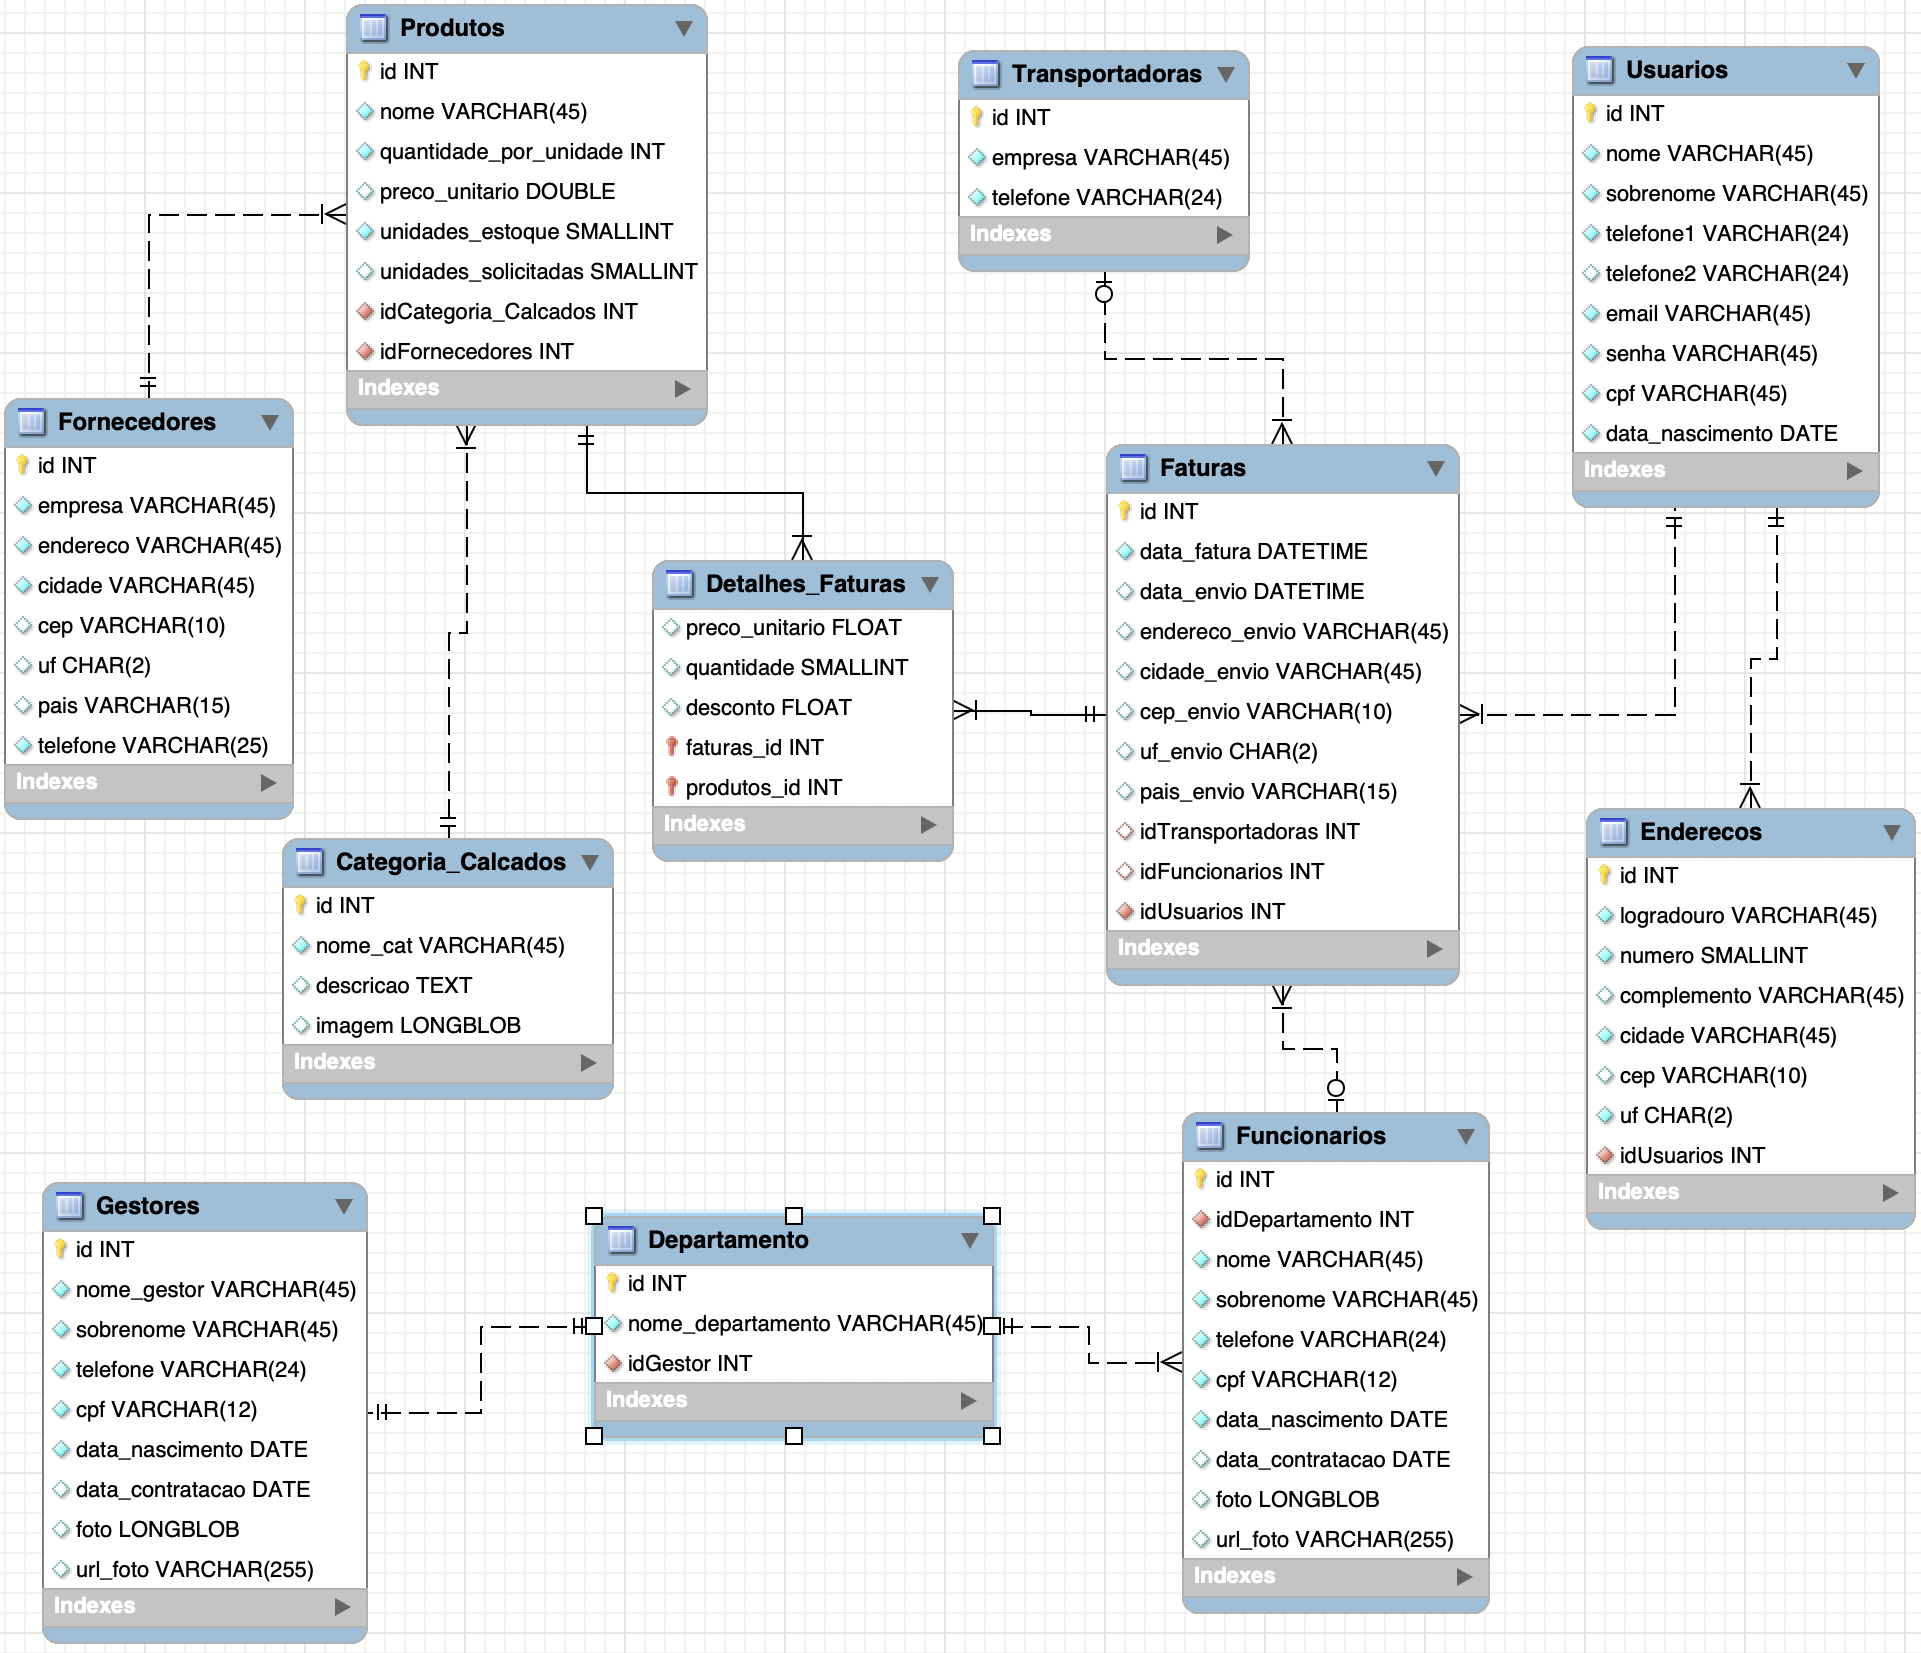 Produtos
id INT
nome VARCHAR(45)
quantidade_por_unidade INT
preco_unitario DOUBLE
unidades_estoque SMALLINT
unidades_solicitadas SMALLINT
idCategoria_Calcados INT
idFornecedores INT
Indexes
Transportadoras
id INT
empresa VARCHAR(45)
telefone VARCHAR(24)
Indexes
Usuarios
id INT
nome VARCHAR(45)
sobrenome VARCHAR(45)
telefone1 VARCHAR(24)
telefone2 VARCHAR(24)
email VARCHAR(45)
senha VARCHAR(45)
cpf VARCHAR(45)
data_nascimento DATE
Indexes
Fornecedores
id INT
empresa VARCHAR(45)
endereco VARCHAR(45)
cidade VARCHAR(45)
cep VARCHAR(10)
uf CHAR(2)
pais VARCHAR(15)
telefone VARCHAR(25)
Indexes
Detalhes_Faturas
preco_unitario FLOAT
quantidade SMALLINT
desconto FLOAT
faturas_id INT
produtos_id INT
Indexes
Faturas
id INT
data_fatura DATETIME
data_envio DATETIME
endereco_envio VARCHAR(45)
cidade_envio VARCHAR(45)
cep_envio VARCHAR(10)
uf_envio CHAR(2)
pais_envio VARCHAR(15)
idTransportadoras INT
idFuncionarios INT
idUsuarios INT
Indexes
Categoria_Calcados
id INT
nome_cat VARCHAR(45)
descricao TEXT
imagem LONGBLOB
Indexes
Enderecos
id INT
logradouro VARCHAR(45)
numero SMALLINT
complemento VARCHAR(45)
cidade VARCHAR(45)
cep VARCHAR(10)
uf CHAR(2)
idUsuarios INT
Indexes
Gestores
id INT
nome_gestor VARCHAR(45)
sobrenome VARCHAR(45)
telefone VARCHAR(24)
cpf VARCHAR(12)
data_nascimento DATE
data_contratacao DATE
foto LONGBLOB
url_foto VARCHAR(255)
Indexes
Departamento
id INT
nome_departamento VARCHAR(45)
idGestor INT
Indexes
Funcionarios
id INT
idDepartamento INT
nome VARCHAR(45)
sobrenome VARCHAR(45)
telefone VARCHAR(24)
cpf VARCHAR(12)
data_nascimento DATE
data_contratacao DATE
foto LONGBLOB
url_foto VARCHAR(255)
Indexes